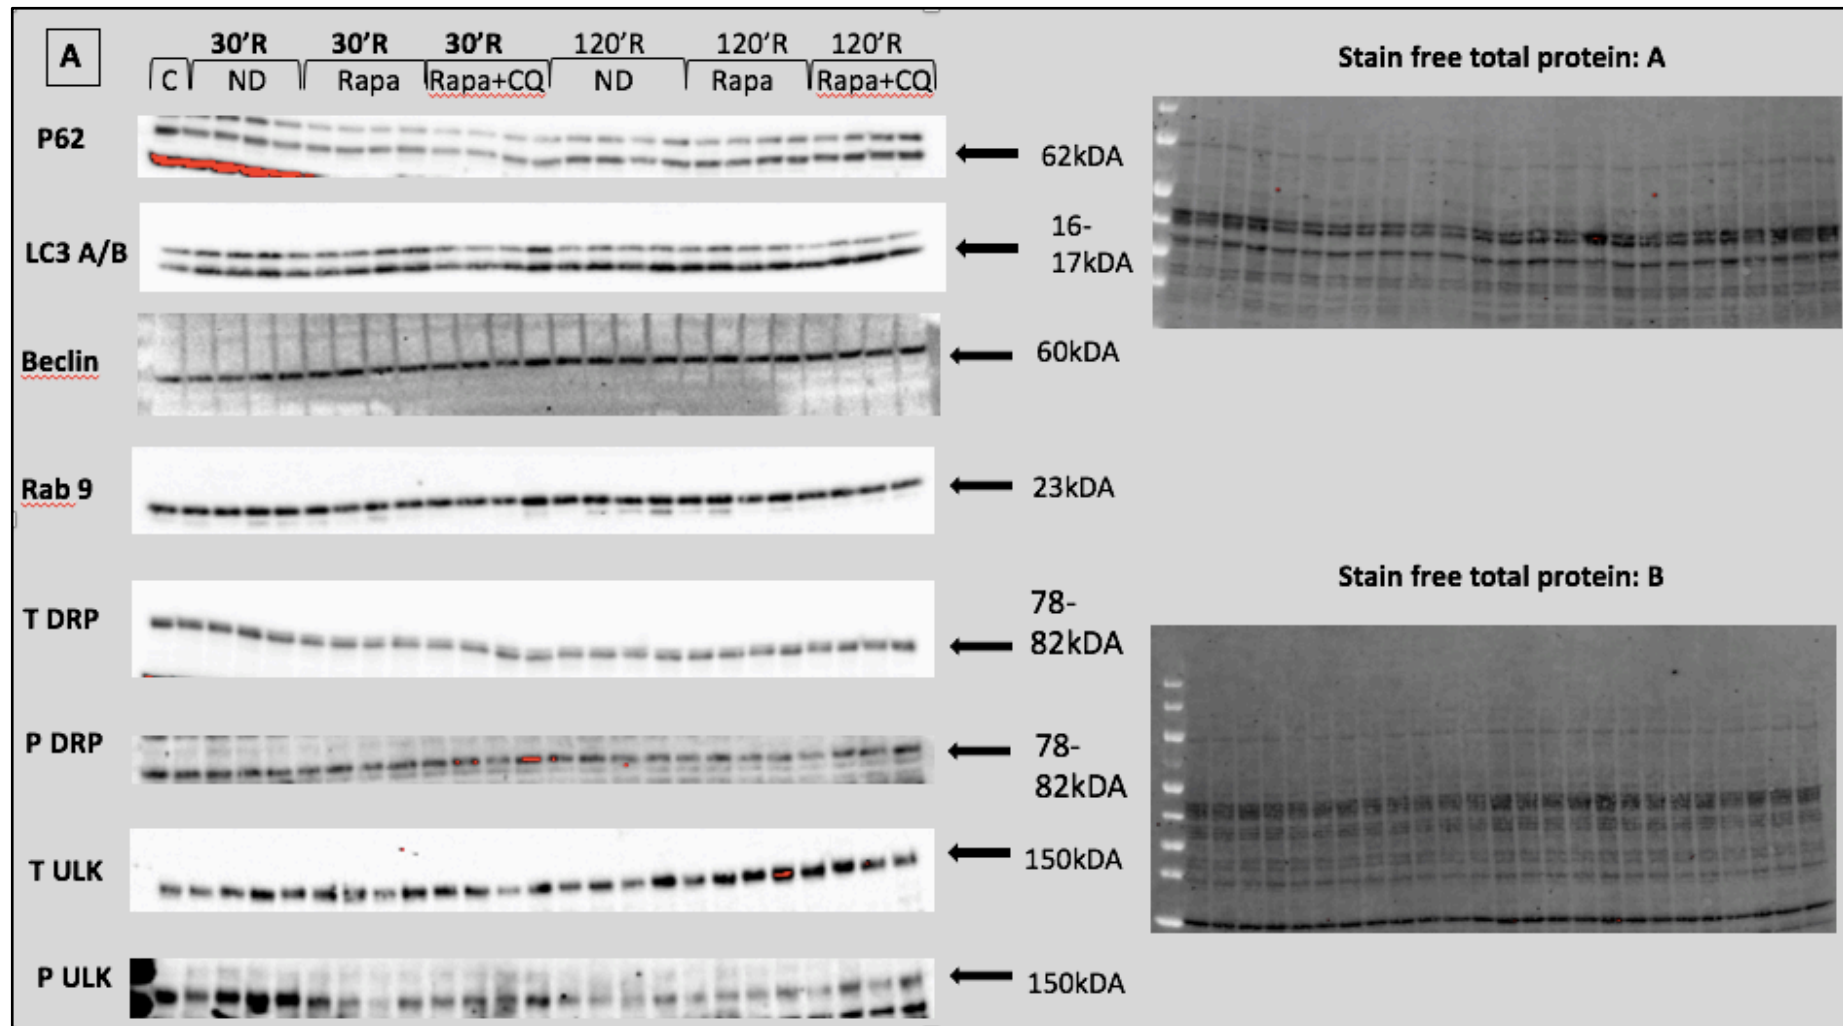 A
30'R 30'R 30'R 120'R 120'R 120'R
C ND Rapa Rapa+CQ ND Rapa Rapa+CQ
P62
62kDA
LC3 A/B
16-
17kDA
Beclin
60kDA
Rab 9
23kDA
T DRP
78-
82kDA
P DRP
78-
82kDA
T ULK
150kDA
P ULK
150kDA
Stain free total protein: A
Stain free total protein: B